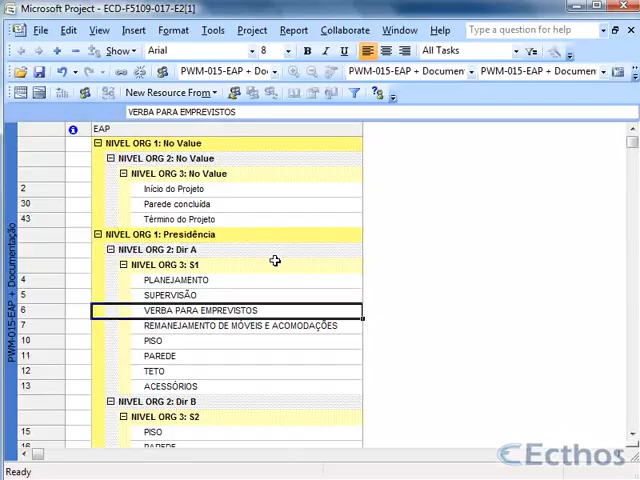 Microsoft Project - ECD-F5109-017-E2[1]
File Edit View Insert Format Tools Project Report Collaborate Window Help Type a question for help
Show Arial 8 B I U All Tasks
PWM-015-EAP + Doc PWM-015-EAP + Documen PWM-015-EAP + Documen
New Resource From
VERBA PARA EMPREVISTOS
EAP
NIVEL ORG 1: No Value
NIVEL ORG 2: No Value
NIVEL ORG 3: No Value
2 Início do Projeto
30 Parede concluída
43 Término do Projeto
NIVEL ORG 1: Presidência
NIVEL ORG 2: Dir A
NIVEL ORG 3: S1
4 PLANEJAMENTO
5 SUPERVISÃO
6 VERBA PARA EMPREVISTOS
7 REMANEJAMENTO DE MÓVEIS E ACOMODAÇÕES
10 PISO
11 PAREDE
12 TETO
13 ACESSÓRIOS
NIVEL ORG 2: Dir B
NIVEL ORG 3: S2
15 PISO
16 PAREDE
PWM-015-EAP + Documentação
Ecthos
Ready